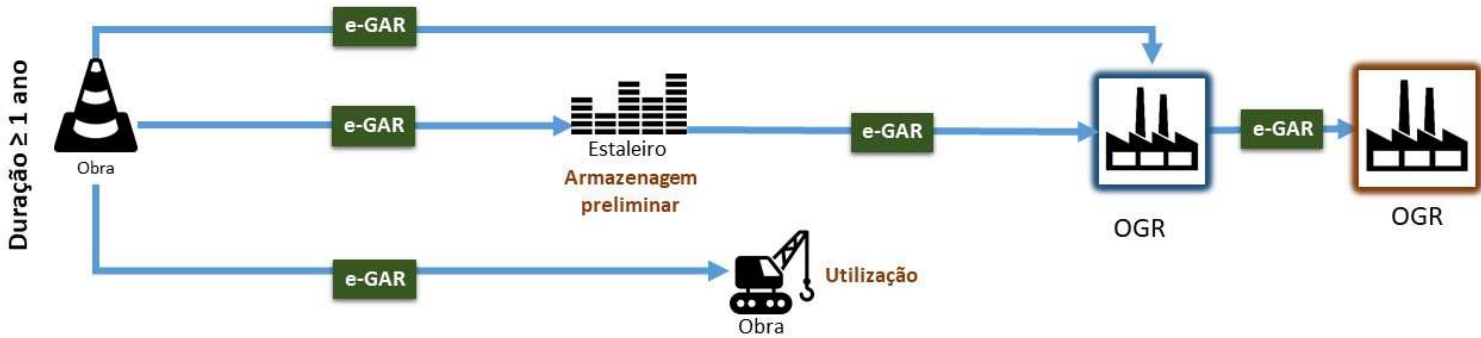 Duração ≥ 1 ano
e-GAR
Obra
e-GAR
Estaleiro
Armazenagem
preliminar
e-GAR
OGR
e-GAR
OGR
e-GAR
Utilização
Obra